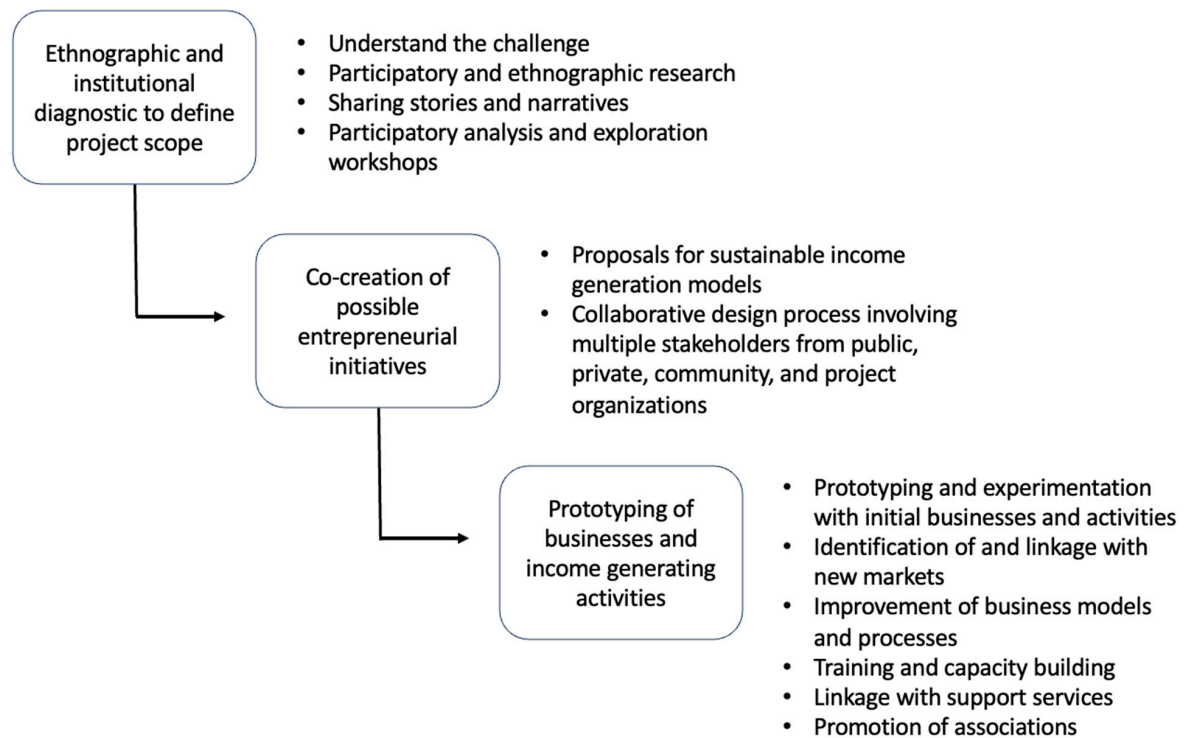 Ethnographic and
institutional
diagnostic to define
project scope
• Understand the challenge
• Participatory and ethnographic research
• Sharing stories and narratives
• Participatory analysis and exploration
workshops
Co-creation of
possible
entrepreneurial
initiatives
• Proposals for sustainable income
generation models
• Collaborative design process involving
multiple stakeholders from public,
private, community, and project
organizations
Prototyping of
businesses and
income generating
activities
• Prototyping and experimentation
with initial businesses and activities
• Identification of and linkage with
new markets
• Improvement of business models
and processes
• Training and capacity building
• Linkage with support services
• Promotion of associations